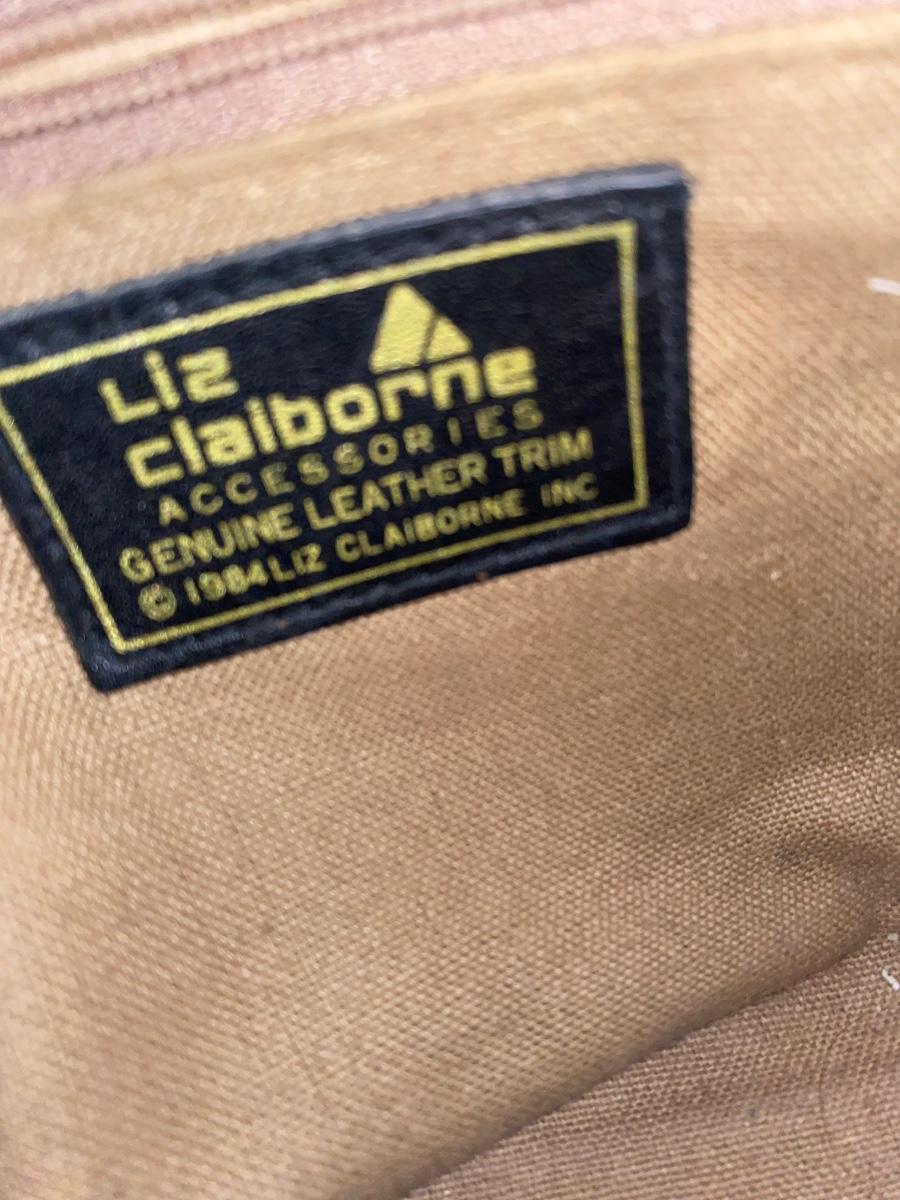 Liz
claiborne
ACCESSORIES
GENUINE LEATHER TRIM
© 1984 LIZ CLAIBORNE INC